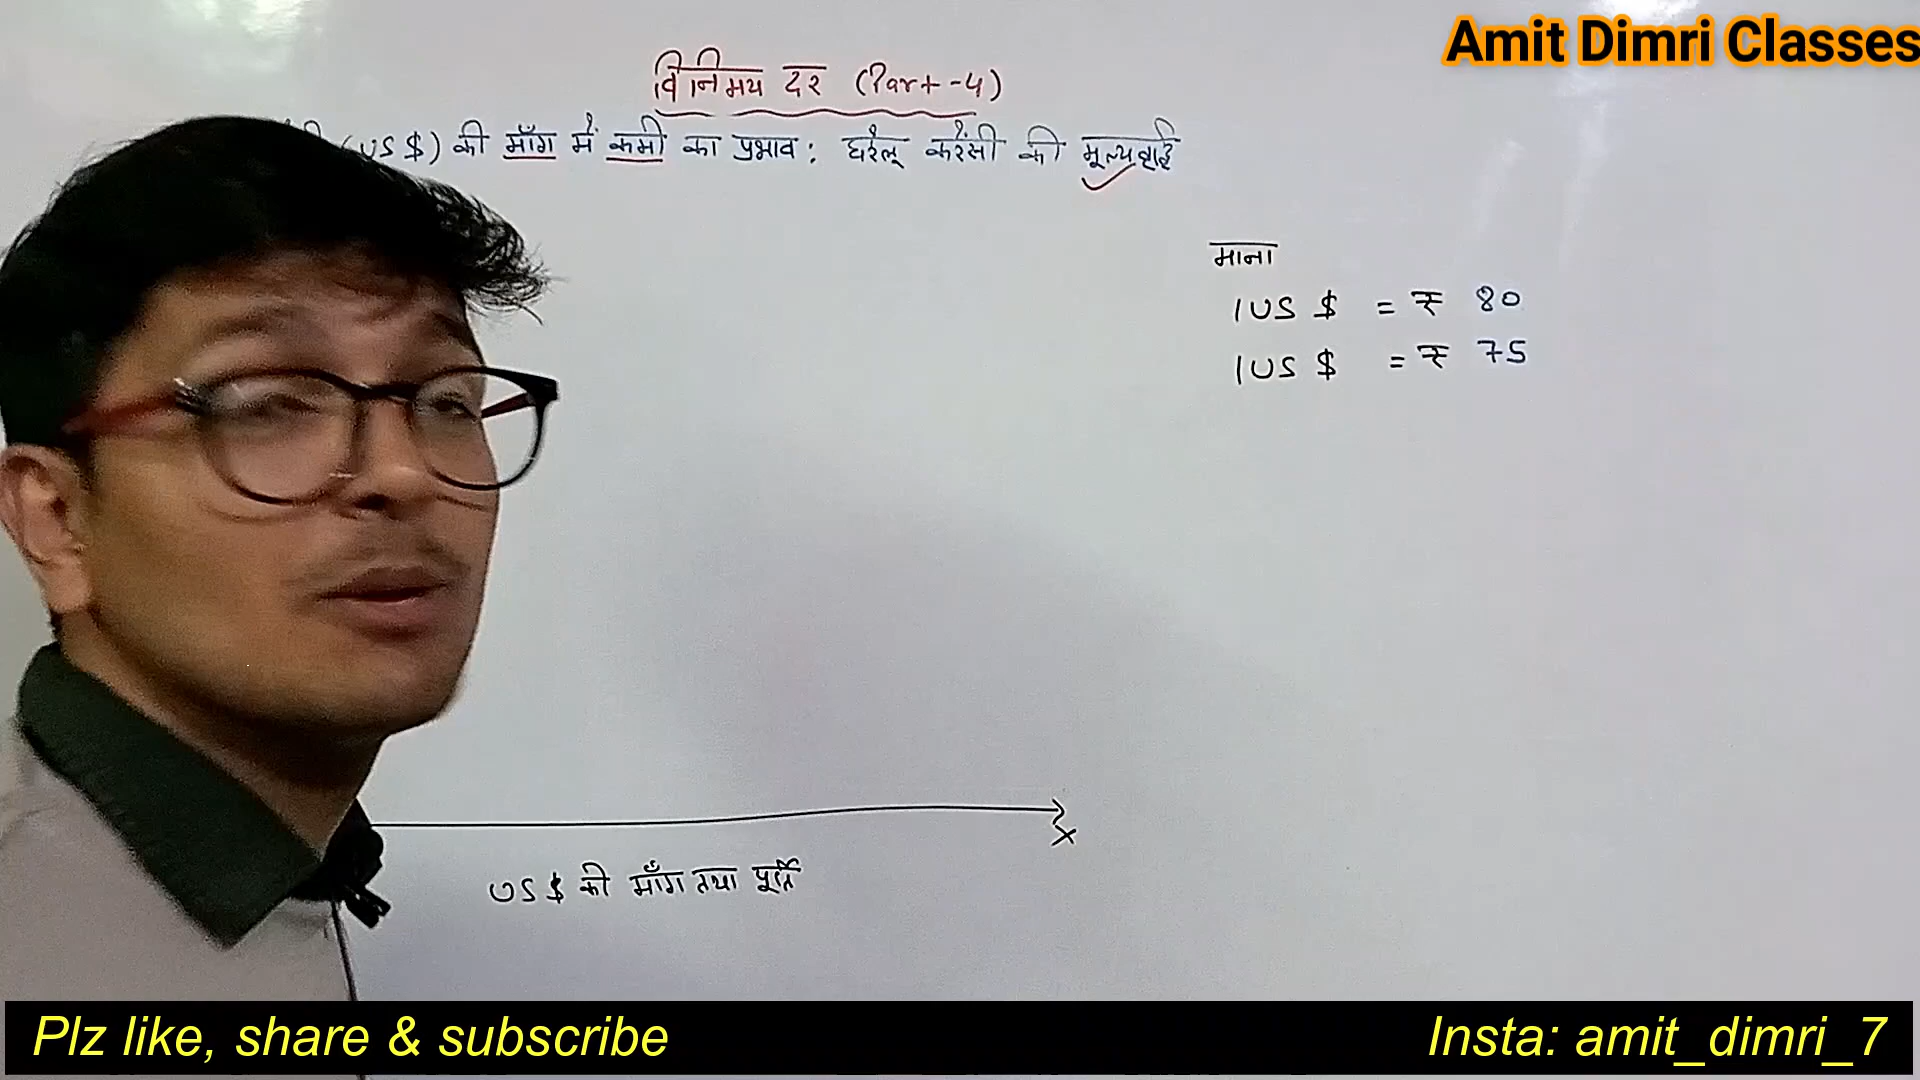 Amit Dimri Classes
विनिमय दर (Part-4)
(US $) की माँग में कमी का प्रभाव: घरेलू करेंसी की मूल्यवृद्धि
माना
1US $ = ₹ 80
1US $ = ₹ 75
X
US $ की माँग तथा पूर्ति
Plz like, share & subscribe
Insta: amit_dimri_7